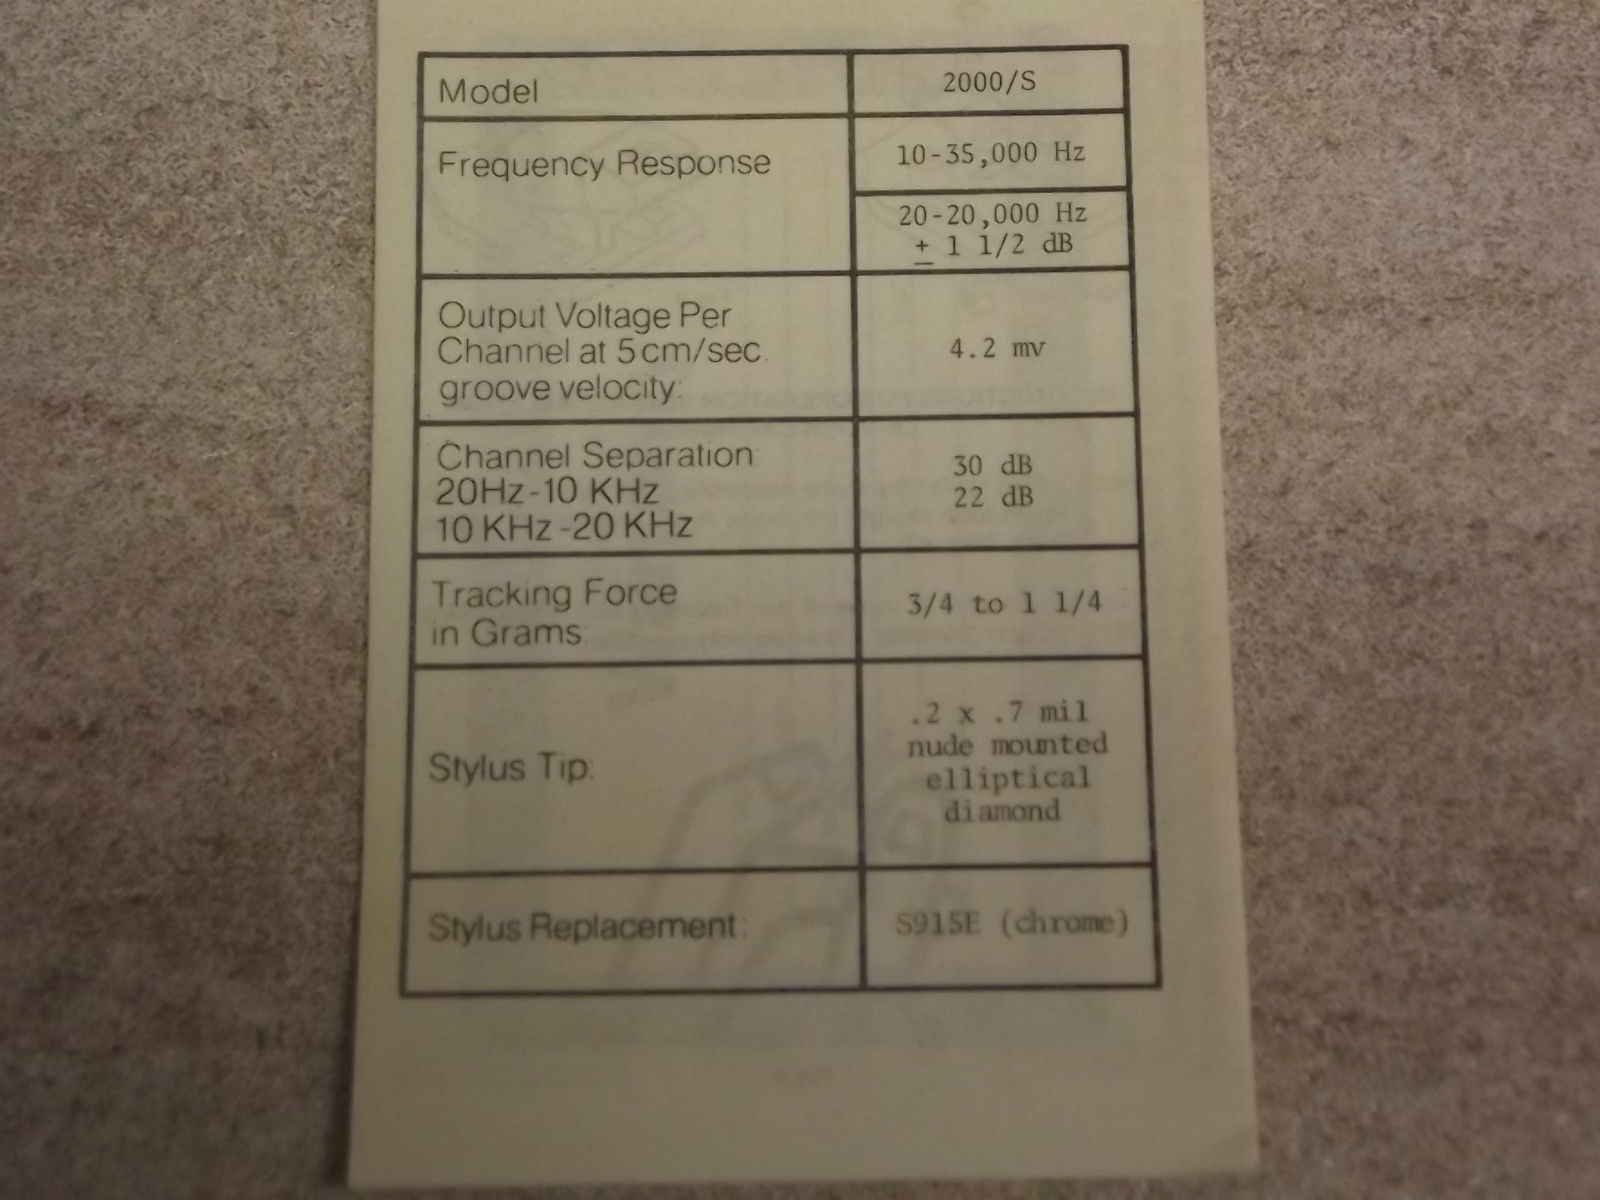 Model
2000/S
Frequency Response
10-35,000 Hz
20-20,000 Hz
± 1 1/2 dB
Output Voltage Per
Channel at 5cm/sec.
groove velocity:
4.2 mv
Channel Separation:
20Hz-10 KHz
10 KHz-20 KHz
30 dB
22 dB
Tracking Force
in Grams
3/4 to 1 1/4
Stylus Tip:
.2 x .7 mil
nude mounted
elliptical
diamond
Stylus Replacement:
S915E (chrome)